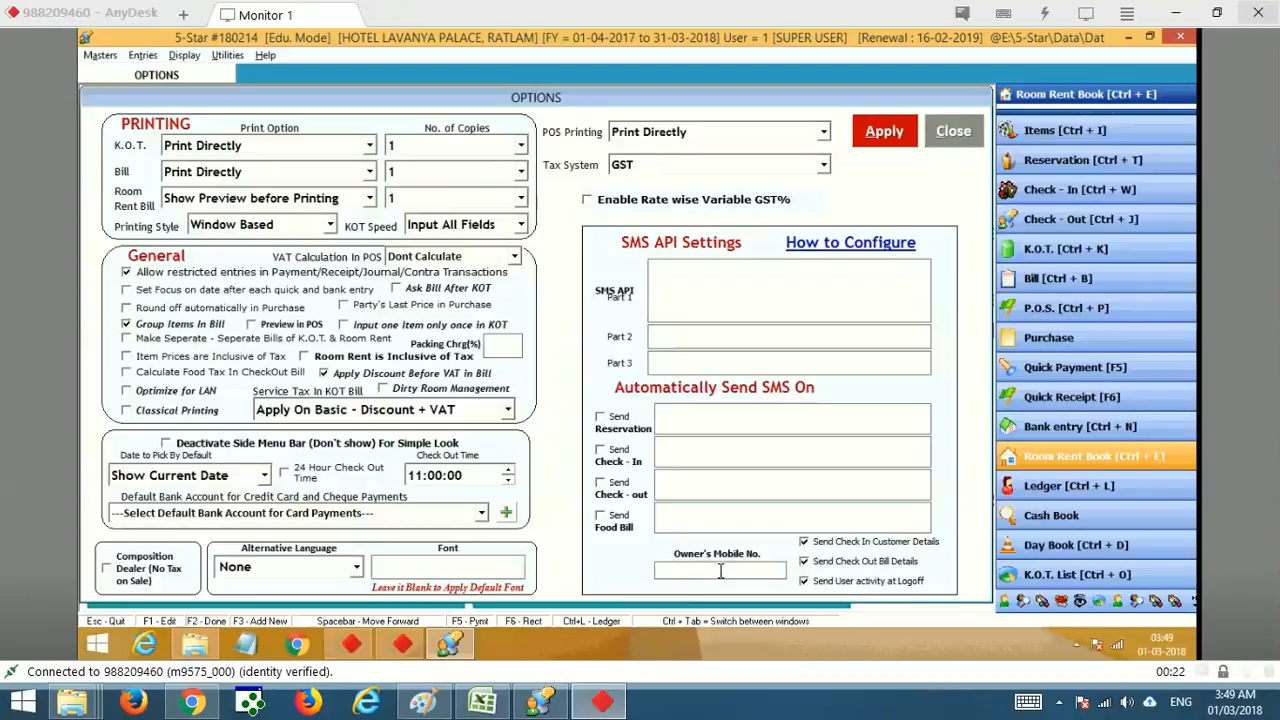 988209460 - AnyDesk
Monitor 1
5-Star #180214 [Edu. Mode] [HOTEL LAVANYA PALACE, RATLAM] [FY = 01-04-2017 to 31-03-2018] User = 1 [SUPER USER] [Renewal : 16-02-2019] @E:\5-Star\Data\Dat
Masters Entries Display Utilities Help
OPTIONS
OPTIONS
PRINTING
Print Option No. of Copies
K.O.T. Print Directly 1
Bill Print Directly 1
Room Rent Bill Show Preview before Printing 1
Printing Style Window Based KOT Speed Input All Fields
General VAT Calculation In POS Dont Calculate
Allow restricted entries in Payment/Receipt/Journal/Contra Transactions
Set Focus on date after each quick and bank entry Ask Bill After KOT
Round off automatically in Purchase Party's Last Price in Purchase
Group Items In Bill Preview in POS Input one Item only once in KOT
Make Seperate - Seperate Bills of K.O.T. & Room Rent Packing Chrg(%)
Item Prices are Inclusive of Tax Room Rent is Inclusive of Tax
Calculate Food Tax In CheckOut Bill Apply Discount Before VAT in Bill
Optimize for LAN Service Tax In KOT Bill Dirty Room Management
Classical Printing Apply On Basic - Discount + VAT
Deactivate Side Menu Bar (Don't show) For Simple Look
Date to Pick By Default Check Out Time
Show Current Date 24 Hour Check Out Time 11:00:00
Default Bank Account for Credit Card and Cheque Payments
---Select Default Bank Account for Card Payments---
Composition Dealer (No Tax on Sale)
Alternative Language Font
None
Leave it Blank to Apply Default Font
POS Printing Print Directly Apply Close
Tax System GST
Enable Rate wise Variable GST%
SMS API Settings How to Configure
SMS API
Part 1
Part 2
Part 3
Automatically Send SMS On
Send Reservation
Send Check - In
Send Check - out
Send Food Bill
Owner's Mobile No.
Send Check In Customer Details
Send Check Out Bill Details
Send User activity at Logoff
Room Rent Book [Ctrl + E]
Items [Ctrl + I]
Reservation [Ctrl + T]
Check - In [Ctrl + W]
Check - Out [Ctrl + J]
K.O.T. [Ctrl + K]
Bill [Ctrl + B]
P.O.S. [Ctrl + P]
Purchase
Quick Payment [F5]
Quick Receipt [F6]
Bank entry [Ctrl + N]
Room Rent Book [Ctrl + E]
Ledger [Ctrl + L]
Cash Book
Day Book [Ctrl + D]
K.O.T. List [Ctrl + O]
Esc - Quit F1 - Edit F2 - Done F3 - Add New Spacebar - Move Forward F5 - Pymt F6 - Rect Ctrl+L - Ledger Ctrl + Tab = Switch between windows
03:49
01-03-2018
Connected to 988209460 (m9575_000) (identity verified). 00:22
ENG 3:49 AM
01/03/2018